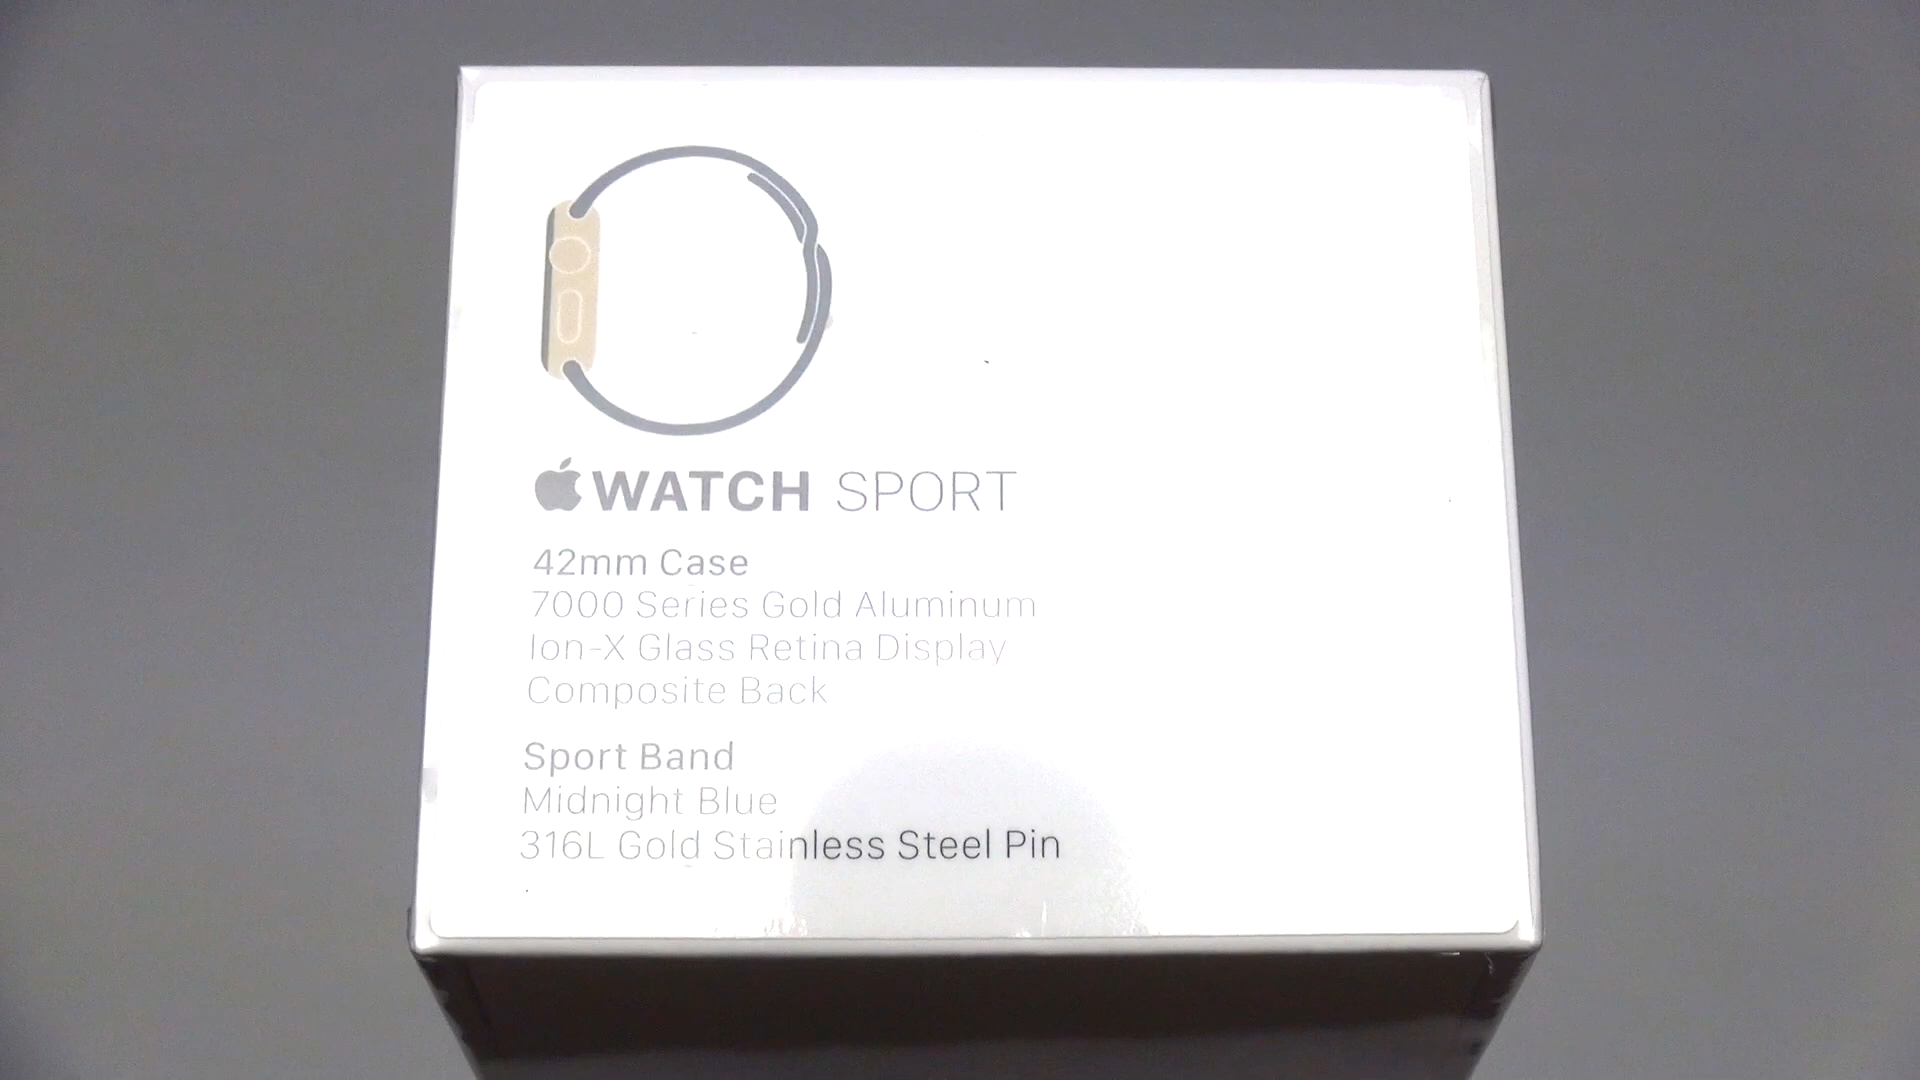 WATCH SPORT
42mm Case
7000 Series Gold Aluminum
Ion-X Glass Retina Display
Composite Back
Sport Band
Midnight Blue
316L Gold Stainless Steel Pin